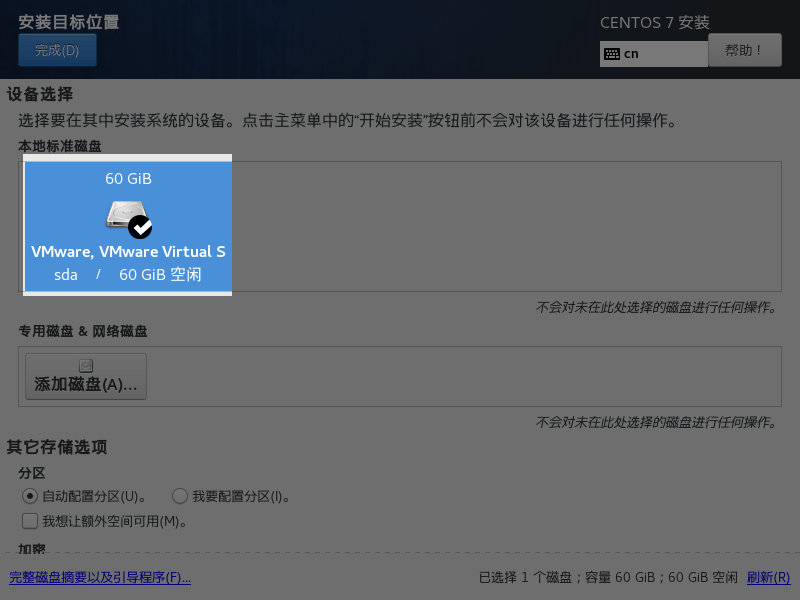 安装目标位置
CENTOS 7 安装
完成(D)
cn
帮助！
设备选择
选择要在其中安装系统的设备。点击主菜单中的“开始安装”按钮前不会对该设备进行任何操作。
本地标准磁盘
60 GiB
VMware, VMware Virtual S
sda / 60 GiB 空闲
不会对未在此处选择的磁盘进行任何操作。
专用磁盘 & 网络磁盘
添加磁盘(A)...
不会对未在此处选择的磁盘进行任何操作。
其它存储选项
分区
自动配置分区(U)。 我要配置分区(I)。
我想让额外空间可用(M)。
加密
完整磁盘摘要以及引导程序(F)...
已选择 1 个磁盘；容量 60 GiB；60 GiB 空闲 刷新(R)